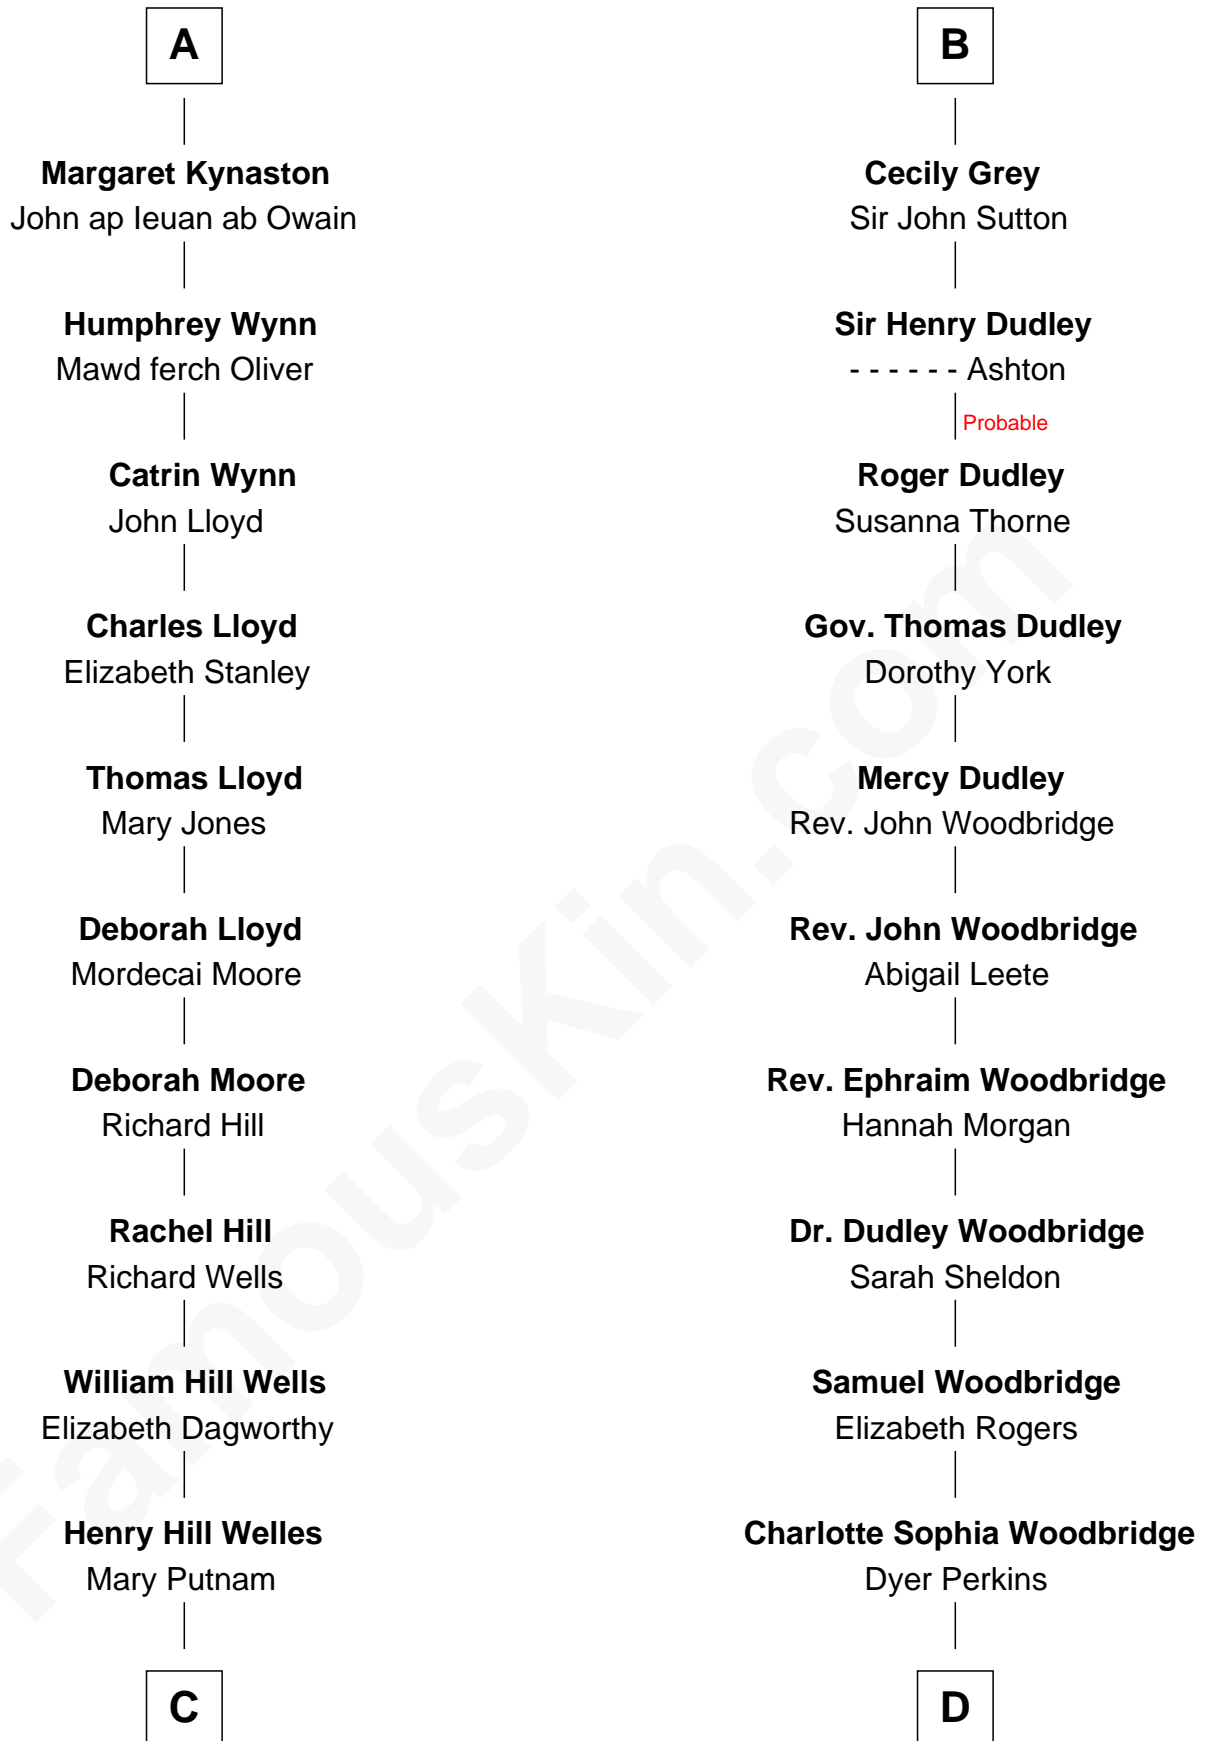 A
Margaret Kynaston
John ap Ieuan ab Owain
Humphrey Wynn
Mawd ferch Oliver
Catrin Wynn
John Lloyd
Charles Lloyd
Elizabeth Stanley
Thomas Lloyd
Mary Jones
Deborah Lloyd
Mordecai Moore
Deborah Moore
Richard Hill
Rachel Hill
Richard Wells
William Hill Wells
Elizabeth Dagworthy
Henry Hill Welles
Mary Putnam
C
B
Cecily Grey
Sir John Sutton
Sir Henry Dudley
- - - - - - Ashton
Probable
Roger Dudley
Susanna Thorne
Gov. Thomas Dudley
Dorothy York
Mercy Dudley
Rev. John Woodbridge
Rev. John Woodbridge
Abigail Leete
Rev. Ephraim Woodbridge
Hannah Morgan
Dr. Dudley Woodbridge
Sarah Sheldon
Samuel Woodbridge
Elizabeth Rogers
Charlotte Sophia Woodbridge
Dyer Perkins
D
FamousKin.com